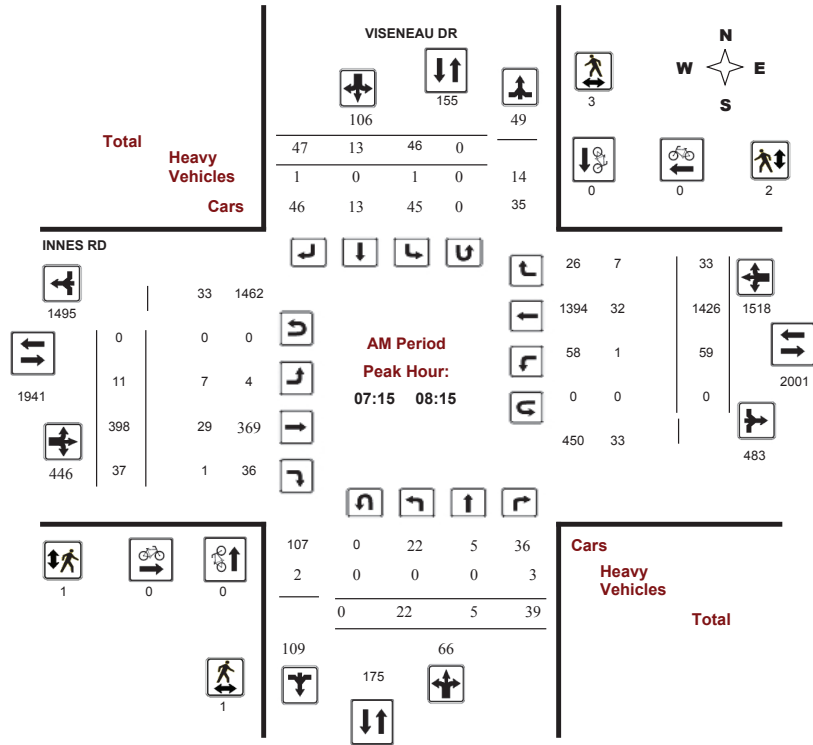 VISENEAU DR
N
W E
S
155
3
106
49
Total
47 13 46 0
Heavy
Vehicles
1 0 1 0 14
0 0 2
Cars
46 13 45 0 35
INNES RD
26 7 33
33 1462
1495
1394 32 1426 1518
0 0 0
AM Period
58 1 59
Peak Hour:
11 7 4
1941
2001
07:15 08:15
0 0 0
398 29 369
450 33
483
446
37 1 36
107 0 22 5 36
Cars
2 0 0 0 3
Heavy
Vehicles
1 0 0
0 22 5 39
Total
109 66
175
1